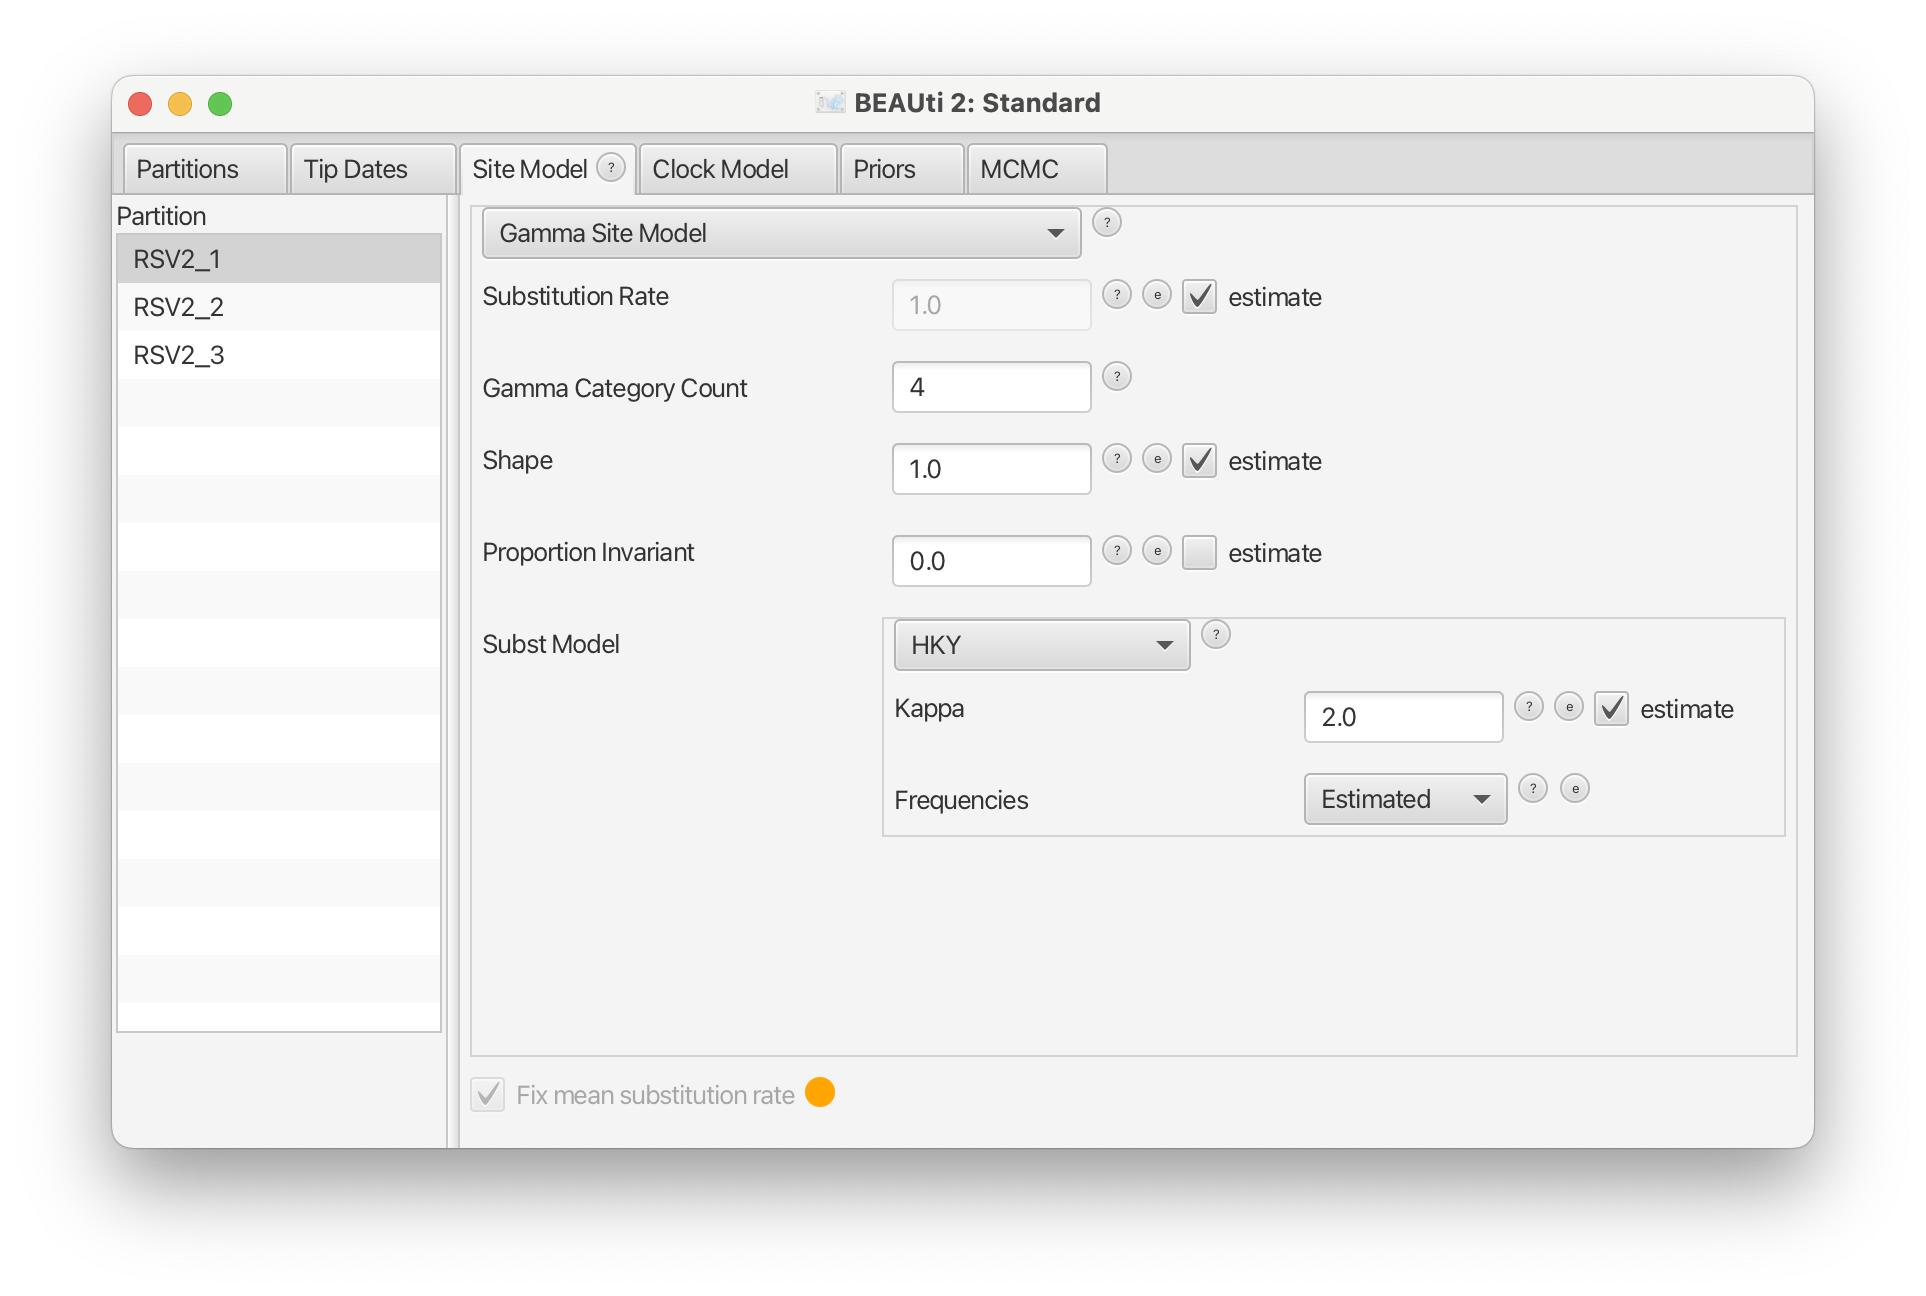 BEAUti 2: Standard
Partitions Tip Dates Site Model ? Clock Model Priors MCMC
Partition
RSV2_1
RSV2_2
RSV2_3
Gamma Site Model ?
Substitution Rate 1.0 ? e estimate
Gamma Category Count 4 ?
Shape 1.0 ? e estimate
Proportion Invariant 0.0 ? e estimate
Subst Model HKY ?
Kappa 2.0 ? e estimate
Frequencies Estimated ? e
Fix mean substitution rate